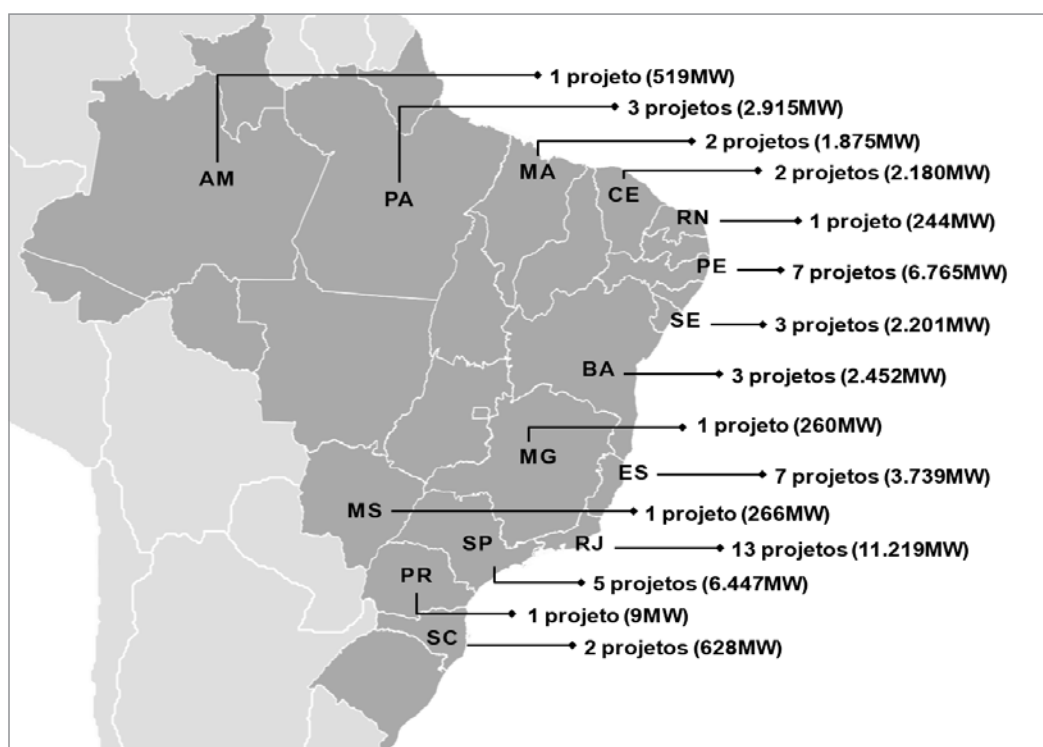 1 projeto (519MW)
3 projetos (2.915MW)
2 projetos (1.875MW)
AM
PA
MA
2 projetos (2.180MW)
CE
RN
1 projeto (244MW)
PE
7 projetos (6.765MW)
SE
3 projetos (2.201MW)
BA
3 projetos (2.452MW)
1 projeto (260MW)
MG
ES
7 projetos (3.739MW)
MS
1 projeto (266MW)
SP
RJ
13 projetos (11.219MW)
PR
5 projetos (6.447MW)
1 projeto (9MW)
SC
2 projetos (628MW)